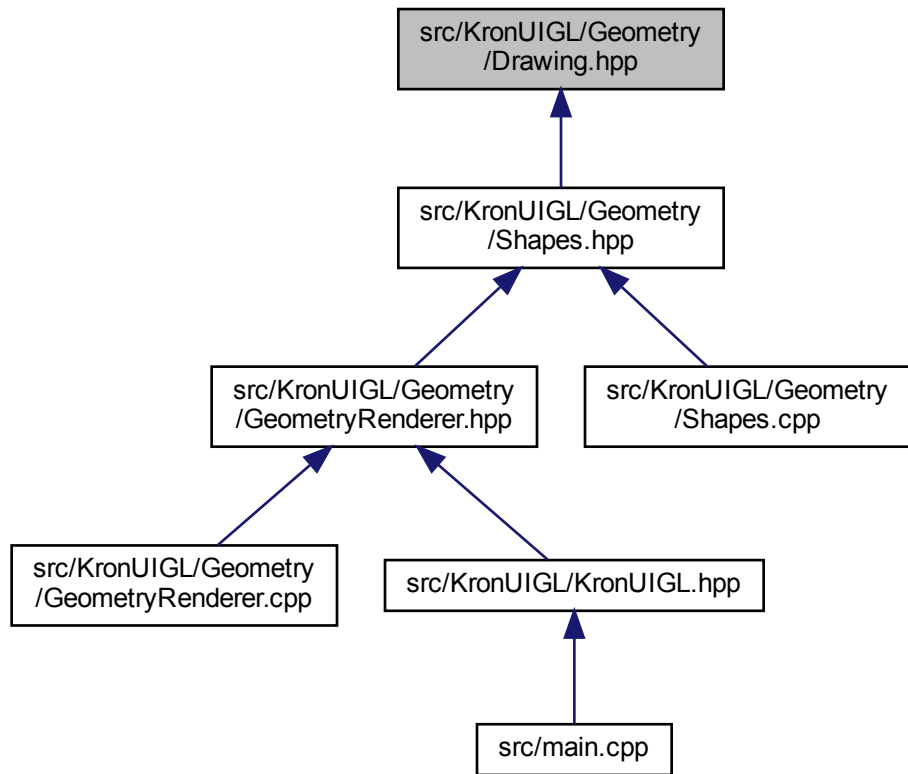 src/KronUIGL/Geometry
/Drawing.hpp
src/KronUIGL/Geometry
/Shapes.hpp
src/KronUIGL/Geometry
/GeometryRenderer.hpp
src/KronUIGL/Geometry
/Shapes.cpp
src/KronUIGL/Geometry
/GeometryRenderer.cpp
src/KronUIGL/KronUIGL.hpp
src/main.cpp